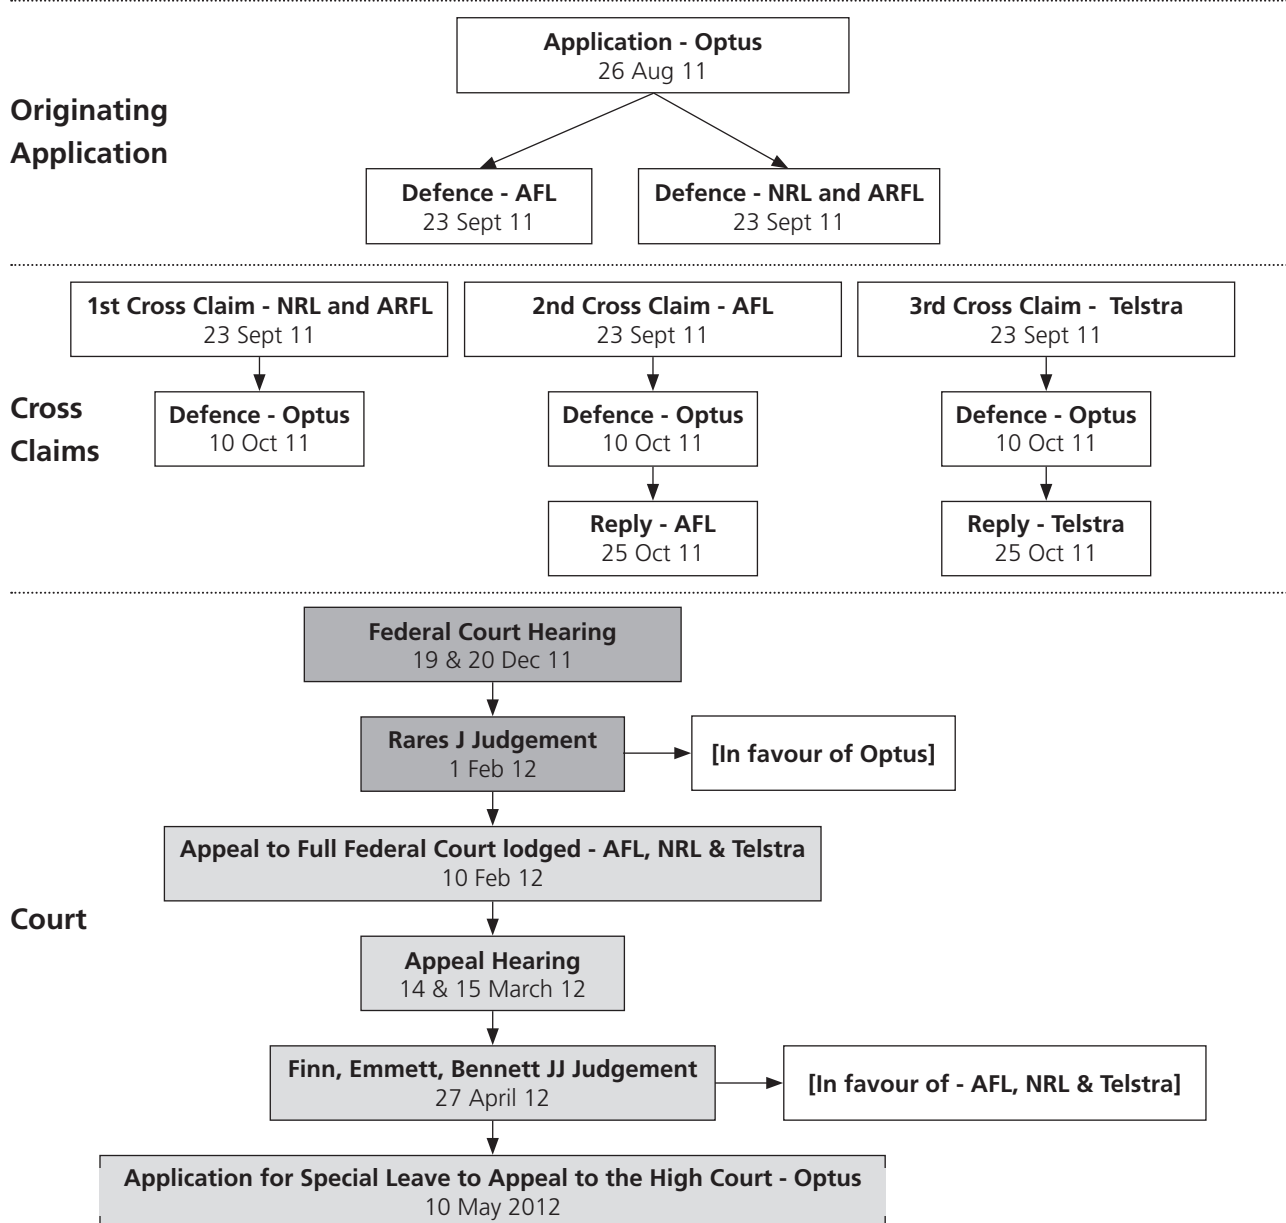 Application - Optus
26 Aug 11
Originating
Application
Defence - AFL
23 Sept 11
Defence - NRL and ARFL
23 Sept 11
1st Cross Claim - NRL and ARFL
23 Sept 11
2nd Cross Claim - AFL
23 Sept 11
3rd Cross Claim - Telstra
23 Sept 11
Cross
Claims
Defence - Optus
10 Oct 11
Defence - Optus
10 Oct 11
Defence - Optus
10 Oct 11
Reply - AFL
25 Oct 11
Reply - Telstra
25 Oct 11
Federal Court Hearing
19 & 20 Dec 11
Rares J Judgement
1 Feb 12
[In favour of Optus]
Appeal to Full Federal Court lodged - AFL, NRL & Telstra
10 Feb 12
Court
Appeal Hearing
14 & 15 March 12
Finn, Emmett, Bennett JJ Judgement
27 April 12
[In favour of - AFL, NRL & Telstra]
Application for Special Leave to Appeal to the High Court - Optus
10 May 2012